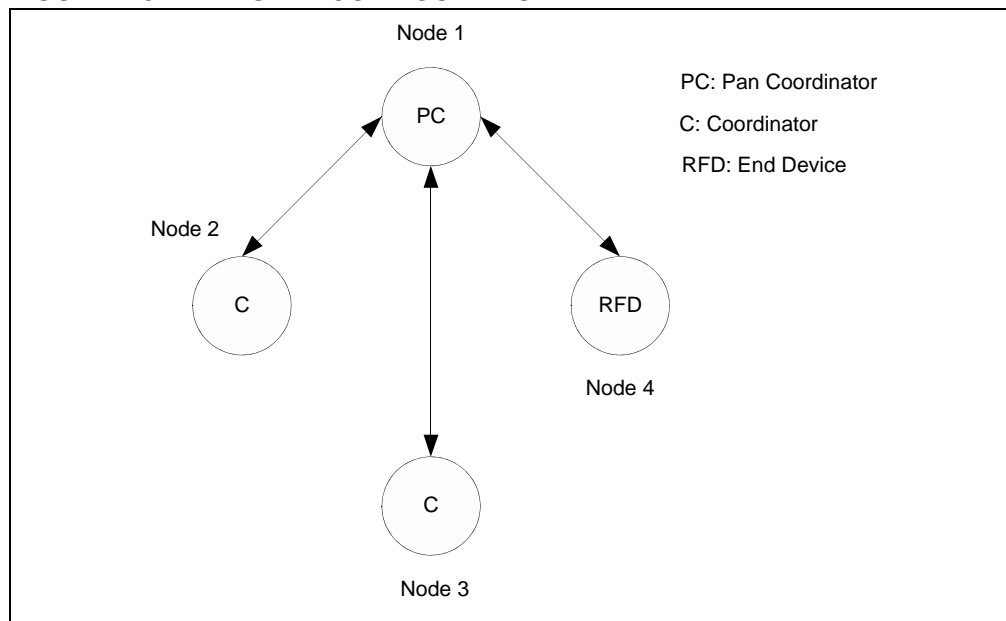 Node 1
PC
PC: Pan Coordinator
C: Coordinator
RFD: End Device
Node 2
C
RFD
Node 4
C
Node 3